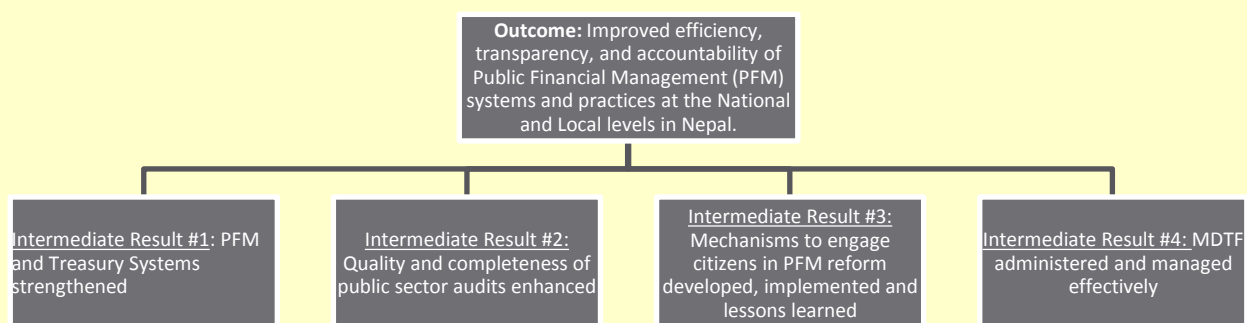 Outcome: Improved efficiency,
transparency, and accountability of
Public Financial Management (PFM)
systems and practices at the National
and Local levels in Nepal.
Intermediate Result #1: PFM
and Treasury Systems
strengthened
Intermediate Result #2:
Quality and completeness of
public sector audits enhanced
Intermediate Result #3:
Mechanisms to engage
citizens in PFM reform
developed, implemented and
lessons learned
Intermediate Result #4: MDTF
administered and managed
effectively